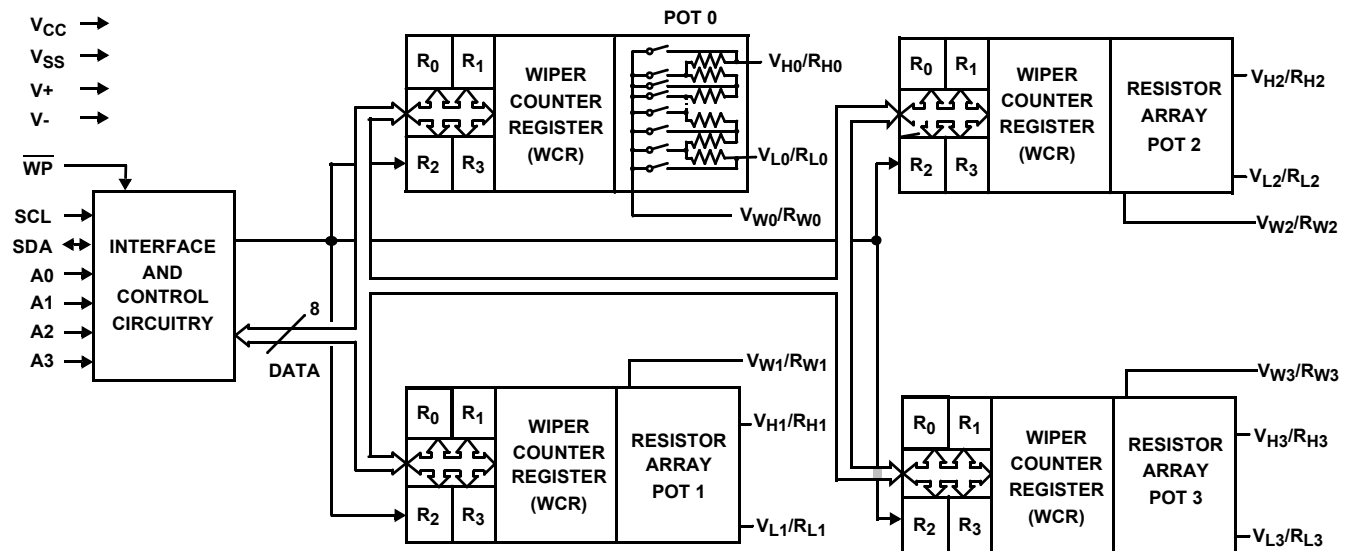 VCC
VSS
V+
V-
WP
SCL
SDA
A0
A1
A2
A3
INTERFACE
AND
CONTROL
CIRCUITRY
8
DATA
POT 0
R0 R1
R2 R3
WIPER
COUNTER
REGISTER
(WCR)
VH0/RH0
VL0/RL0
VW0/RW0
R0 R1
R2 R3
WIPER
COUNTER
REGISTER
(WCR)
RESISTOR
ARRAY
POT 2
VH2/RH2
VL2/RL2
VW2/RW2
VW1/RW1
R0 R1
R2 R3
WIPER
COUNTER
REGISTER
(WCR)
RESISTOR
ARRAY
POT 1
VH1/RH1
VL1/RL1
VW3/RW3
R0 R1
R2 R3
WIPER
COUNTER
REGISTER
(WCR)
RESISTOR
ARRAY
POT 3
VH3/RH3
VL3/RL3